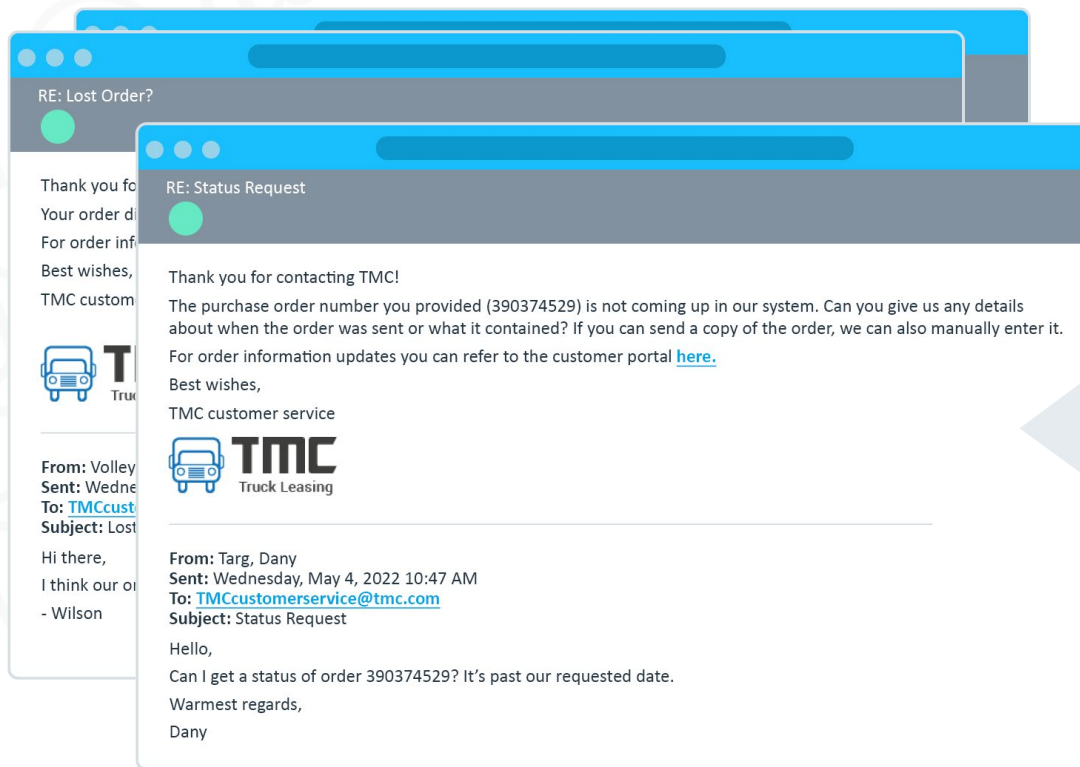 RE: Lost Order?
Thank you fo
Your order di
For order inf
Best wishes,
TMC custom
Truc
From: Volley
Sent: Wedne
To: TMCcust
Subject: Lost
Hi there,
I think our or
- Wilson
RE: Status Request
Thank you for contacting TMC!
The purchase order number you provided (390374529) is not coming up in our system. Can you give us any details
about when the order was sent or what it contained? If you can send a copy of the order, we can also manually enter it.
For order information updates you can refer to the customer portal here.
Best wishes,
TMC customer service
TMC
Truck Leasing
From: Targ, Dany
Sent: Wednesday, May 4, 2022 10:47 AM
To: TMCcustomerservice@tmc.com
Subject: Status Request
Hello,
Can I get a status of order 390374529? It’s past our requested date.
Warmest regards,
Dany